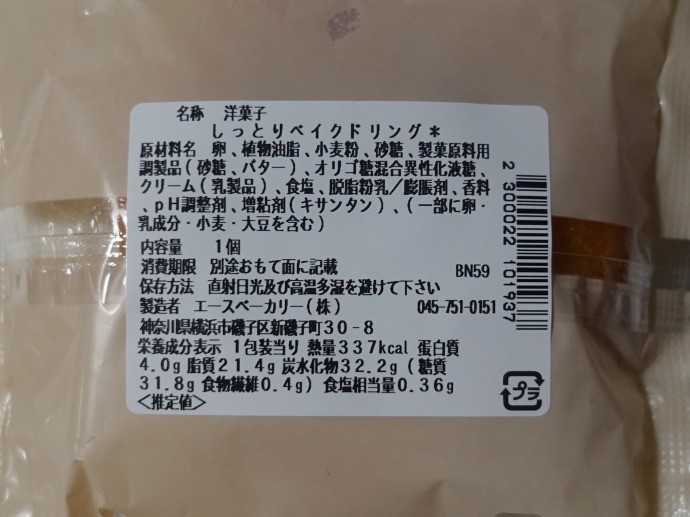 名称 洋菓子
しっとりベイクドリング*
原材料名 卵、植物油脂、小麦粉、砂糖、製菓原料用
調製品(砂糖、バター)、オリゴ糖混合異性化液糖、
クリーム(乳製品)、食塩、脱脂粉乳/膨脹剤、香料
、pH調整剤、増粘剤(キサンタン)、(一部に卵・
乳成分・小麦・大豆を含む)
内容量 1個
消費期限 別途おもて面に記載 BN59
保存方法 直射日光及び高温多湿を避けて下さい
製造者 エースベーカリー(株) 045-751-0151
神奈川県横浜市磯子区新磯子町30-8
栄養成分表示 1包装当り 熱量337kcal 蛋白質
4.0g 脂質21.4g 炭水化物32.2g(糖質
31.8g 食物繊維0.4g) 食塩相当量0.36g
<推定値>
プラ
2 300022 101937